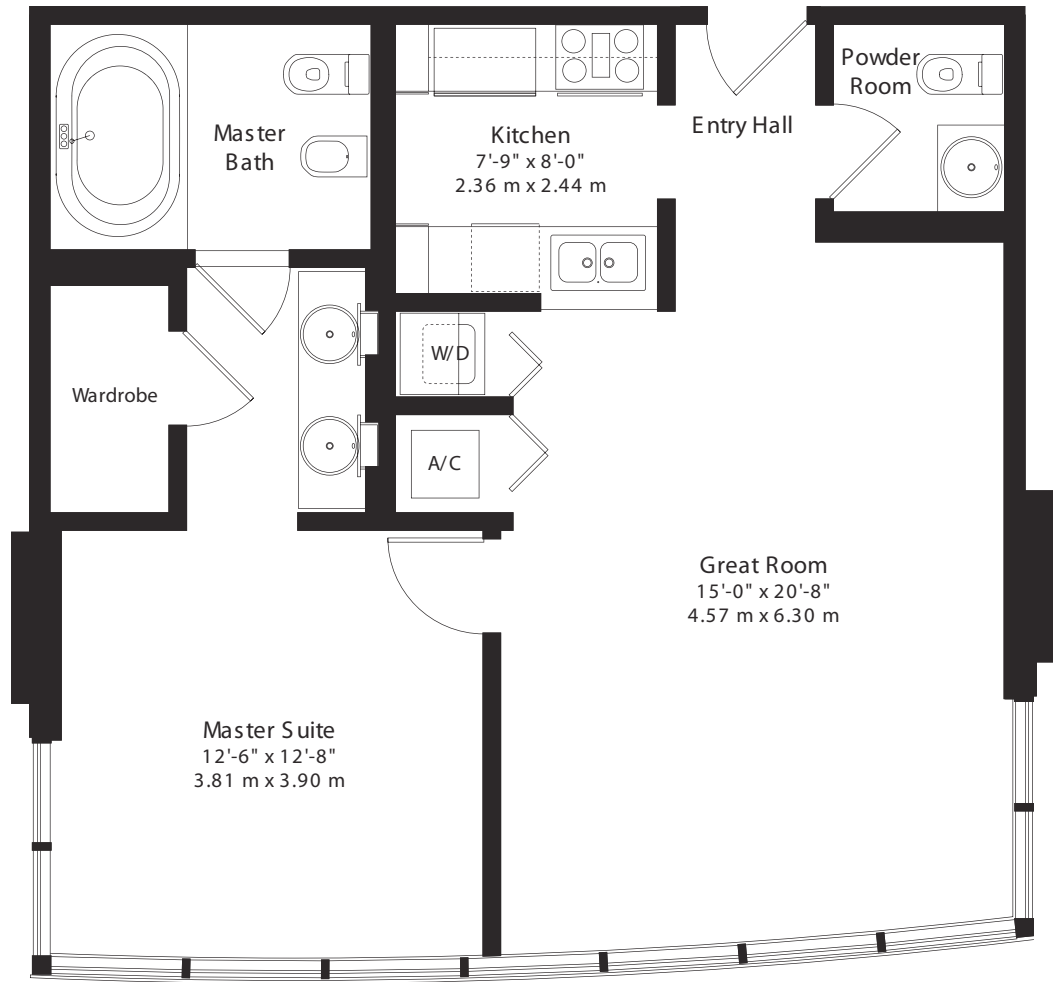 Powder
Room
Entry Hall
Master
Bath
Kitchen
7'-9" x 8'-0"
2.36 m x 2.44 m
W/D
Wardrobe
A/C
Great Room
15'-0" x 20'-8"
4.57 m x 6.30 m
Master Suite
12'-6" x 12'-8"
3.81 m x 3.90 m